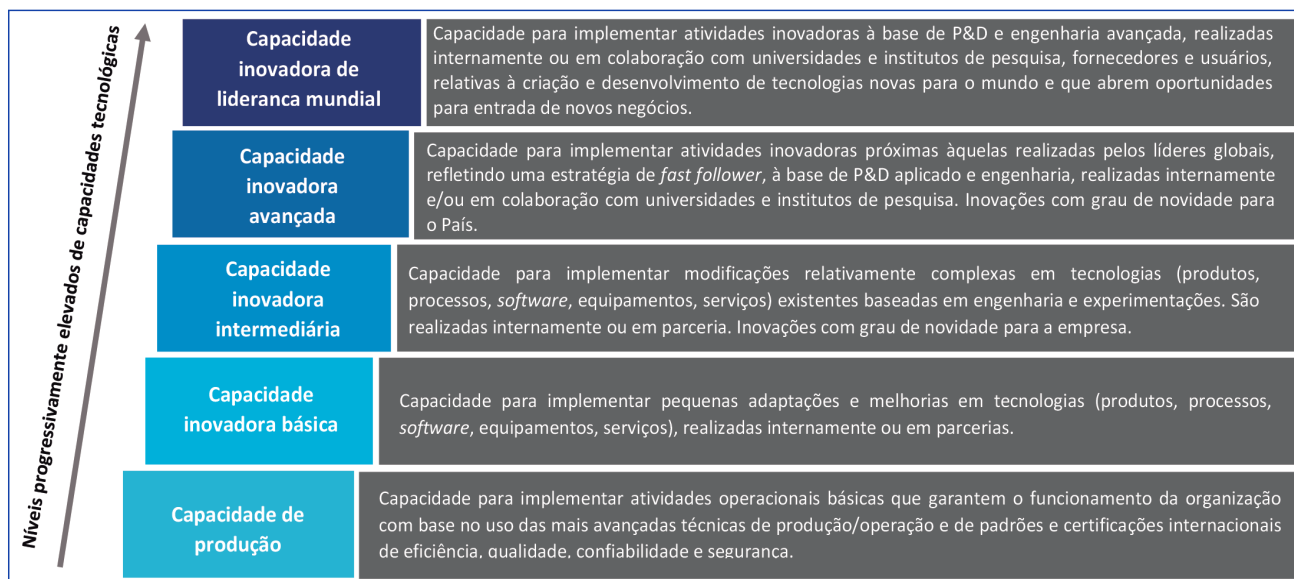 Níveis progressivamente elevados de capacidades tecnológicas
Capacidade
inovadora de
lideranca mundial
Capacidade para implementar atividades inovadoras à base de P&D e engenharia avançada, realizadas
internamente ou em colaboração com universidades e institutos de pesquisa, fornecedores e usuários,
relativas à criação e desenvolvimento de tecnologias novas para o mundo e que abrem oportunidades
para entrada de novos negócios.
Capacidade
inovadora
avançada
Capacidade para implementar atividades inovadoras próximas àquelas realizadas pelos líderes globais,
refletindo uma estratégia de fast follower, à base de P&D aplicado e engenharia, realizadas internamente
e/ou em colaboração com universidades e institutos de pesquisa. Inovações com grau de novidade para
o País.
Capacidade
inovadora
intermediária
Capacidade para implementar modificações relativamente complexas em tecnologias (produtos,
processos, software, equipamentos, serviços) existentes baseadas em engenharia e experimentações. São
realizadas internamente ou em parceria. Inovações com grau de novidade para a empresa.
Capacidade
inovadora básica
Capacidade para implementar pequenas adaptações e melhorias em tecnologias (produtos, processos,
software, equipamentos, serviços), realizadas internamente ou em parcerias.
Capacidade de
produção
Capacidade para implementar atividades operacionais básicas que garantem o funcionamento da organização
com base no uso das mais avançadas técnicas de produção/operação e de padrões e certificações internacionais
de eficiência, qualidade, confiabilidade e segurança.